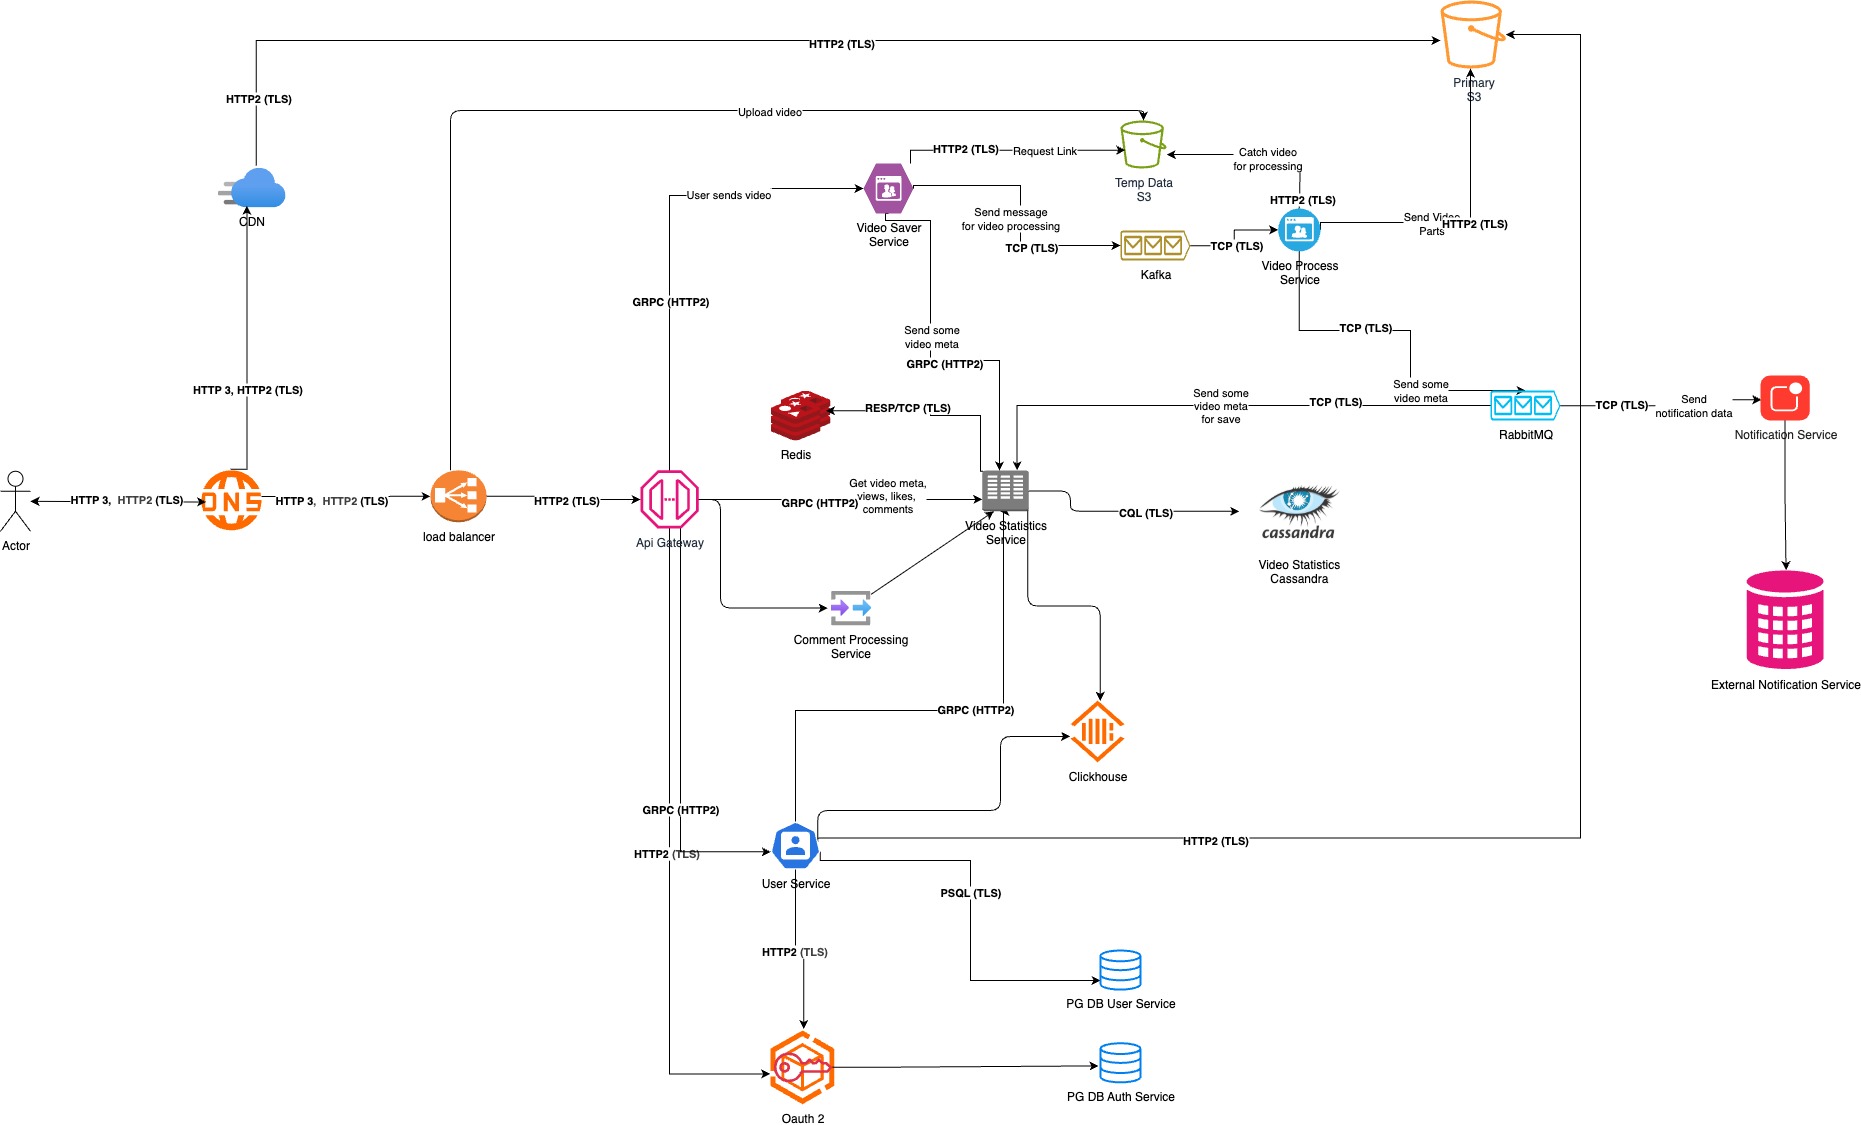 HTTP2 (TLS)
Primary
S3
HTTP2 (TLS)
Upload video
HTTP2 (TLS)
Request Link
Catch video
for processing
Temp Data
S3
CDN
User sends video
HTTP2 (TLS)
Send message
for video processing
Send Video
Parts
HTTP2 (TLS)
Video Saver
Service
TCP (TLS)
TCP (TLS)
Kafka
Video Process
Service
GRPC (HTTP2)
Send some
video meta
TCP (TLS)
GRPC (HTTP2)
HTTP 3, HTTP2 (TLS)
Send some
video meta
Send some
video meta
for save
TCP (TLS)
TCP (TLS)
Send
notification data
RESP/TCP (TLS)
RabbitMQ
Notification Service
Redis
HTTP 3, HTTP2 (TLS)
DNS
HTTP 3, HTTP2 (TLS)
HTTP2 (TLS)
GRPC (HTTP2)
Get video meta,
views, likes,
comments
CQL (TLS)
cassandra
Actor
load balancer
Api Gateway
Video Statistics
Service
Video Statistics
Cassandra
Comment Processing
Service
External Notification Service
GRPC (HTTP2)
Clickhouse
GRPC (HTTP2)
HTTP2 (TLS)
HTTP2 (TLS)
User Service
PSQL (TLS)
HTTP2 (TLS)
PG DB User Service
PG DB Auth Service
Oauth 2